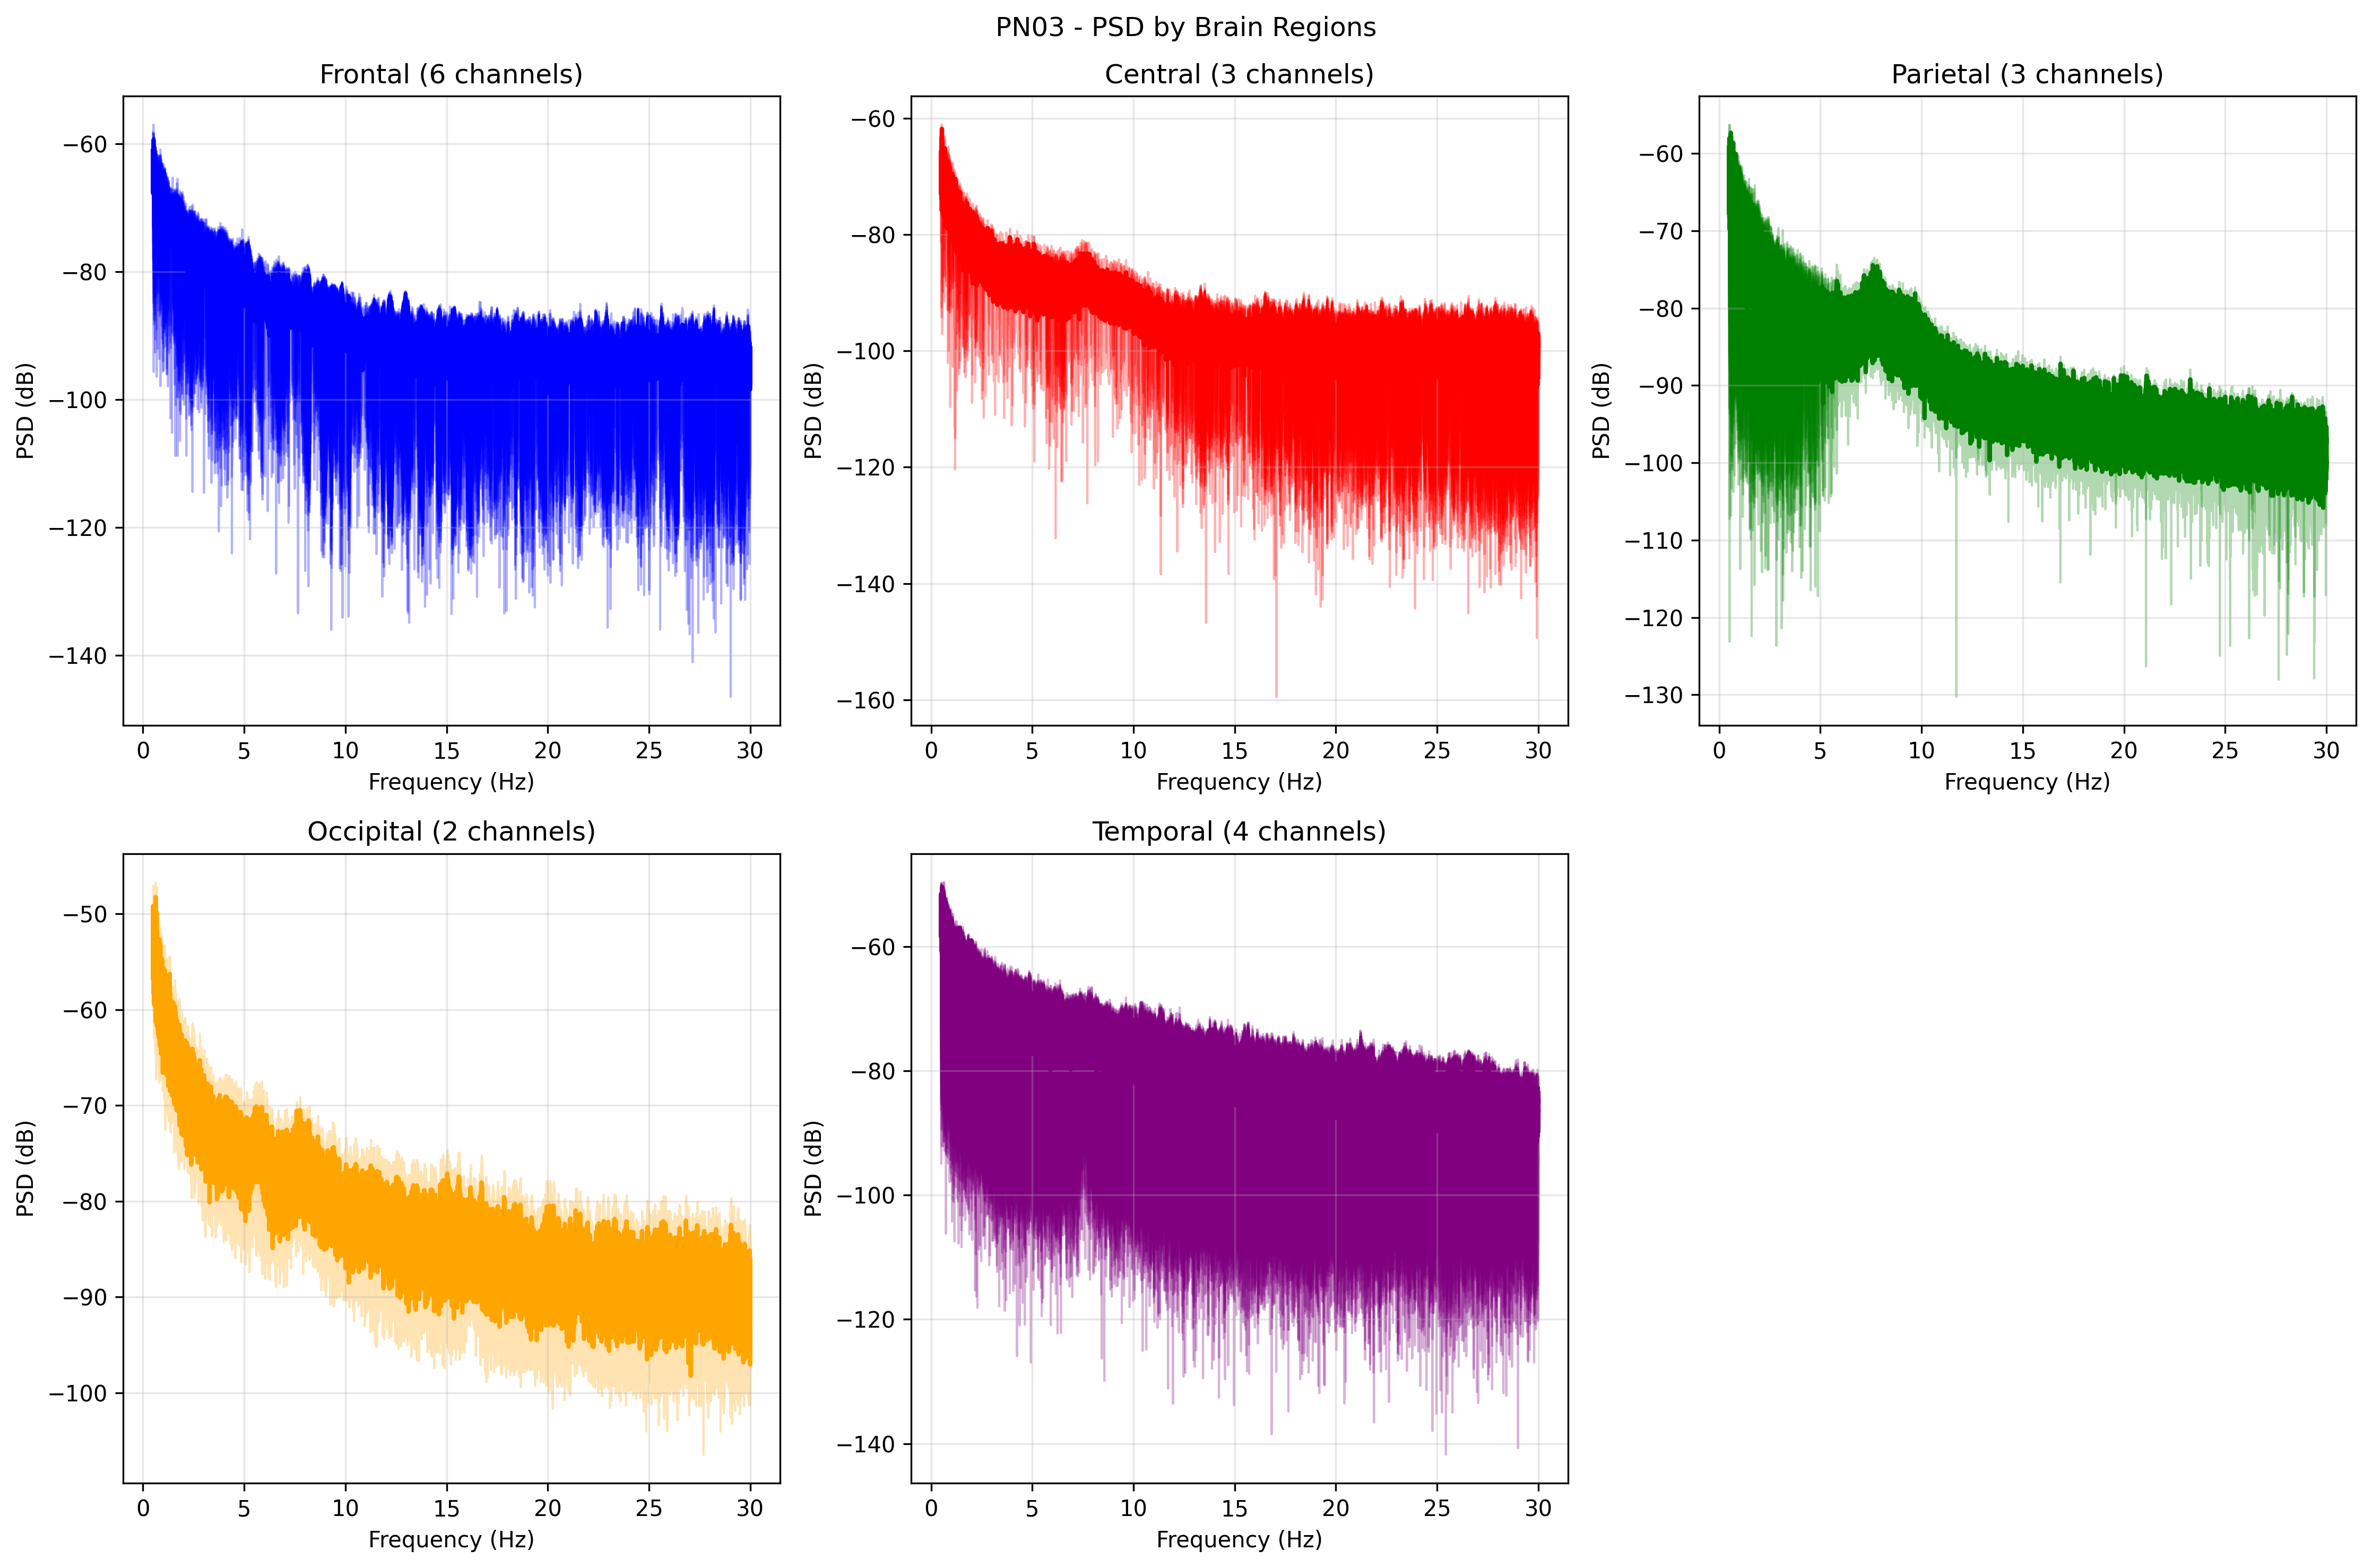 PN03 - PSD by Brain Regions
Frontal (6 channels)
−60
−80
−100
−120
−140
PSD (dB)
0 5 10 15 20 25 30
Frequency (Hz)
Central (3 channels)
−60
−80
−100
−120
−140
−160
PSD (dB)
0 5 10 15 20 25 30
Frequency (Hz)
Parietal (3 channels)
−60
−70
−80
−90
−100
−110
−120
−130
PSD (dB)
0 5 10 15 20 25 30
Frequency (Hz)
Occipital (2 channels)
−50
−60
−70
−80
−90
−100
PSD (dB)
0 5 10 15 20 25 30
Frequency (Hz)
Temporal (4 channels)
−60
−80
−100
−120
−140
PSD (dB)
0 5 10 15 20 25 30
Frequency (Hz)